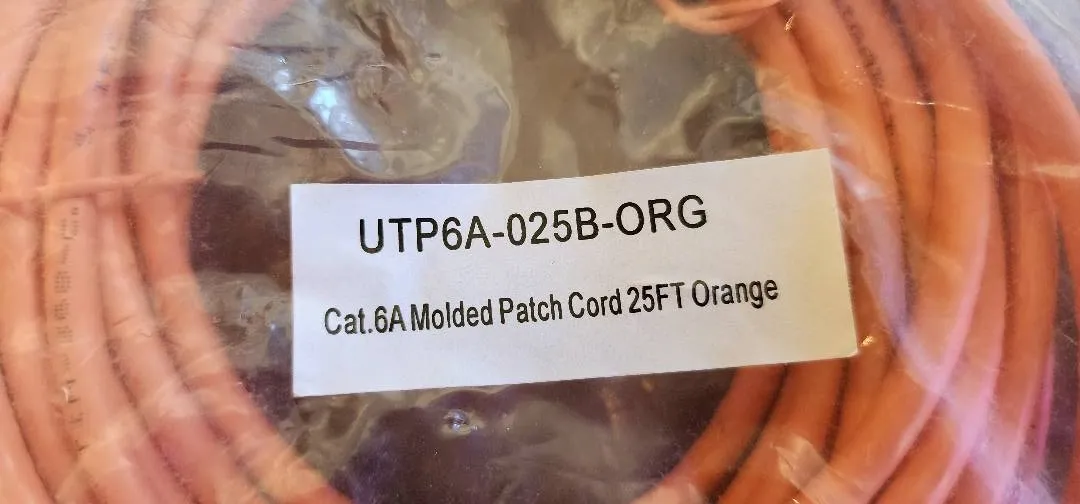 UTP6A-025B-ORG
Cat.6A Molded Patch Cord 25FT Orange